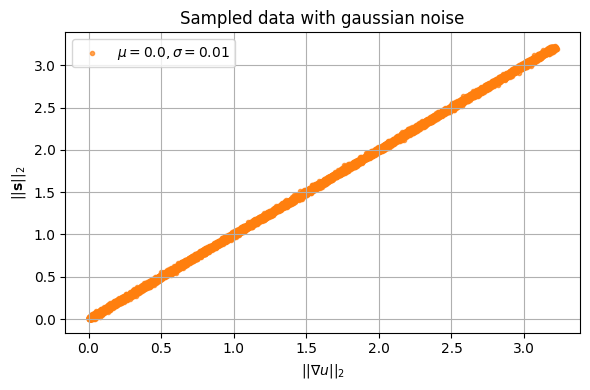 Sampled data with gaussian noise
μ = 0.0, σ = 0.01
||s||₂
3.0
2.5
2.0
1.5
1.0
0.5
0.0
0.0 0.5 1.0 1.5 2.0 2.5 3.0
||∇u||₂